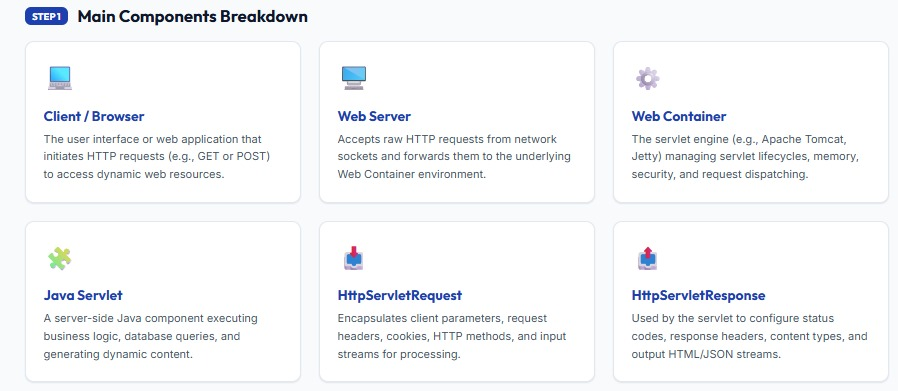 STEP 1 Main Components Breakdown
Client / Browser
The user interface or web application that
initiates HTTP requests (e.g., GET or POST)
to access dynamic web resources.
Web Server
Accepts raw HTTP requests from network
sockets and forwards them to the underlying
Web Container environment.
Web Container
The servlet engine (e.g., Apache Tomcat,
Jetty) managing servlet lifecycles, memory,
security, and request dispatching.
Java Servlet
A server-side Java component executing
business logic, database queries, and
generating dynamic content.
HttpServletRequest
Encapsulates client parameters, request
headers, cookies, HTTP methods, and input
streams for processing.
HttpServletResponse
Used by the servlet to configure status
codes, response headers, content types, and
output HTML/JSON streams.